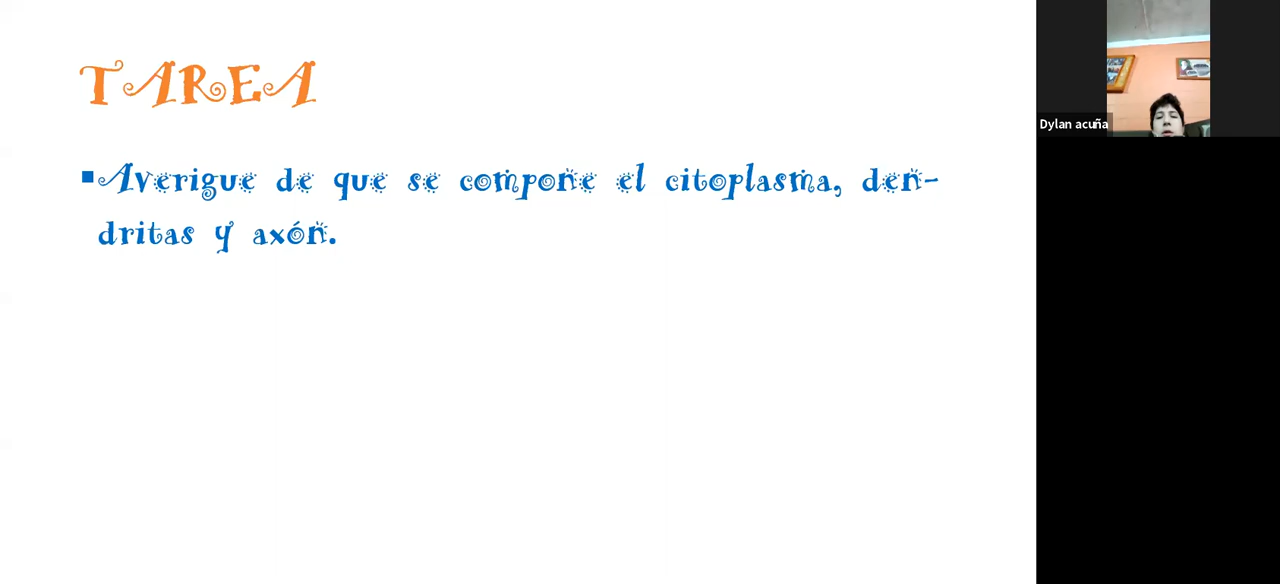 TAREA
▪Averigue de que se compone el citoplasma, den-
dritas y axón.
Dylan acuña